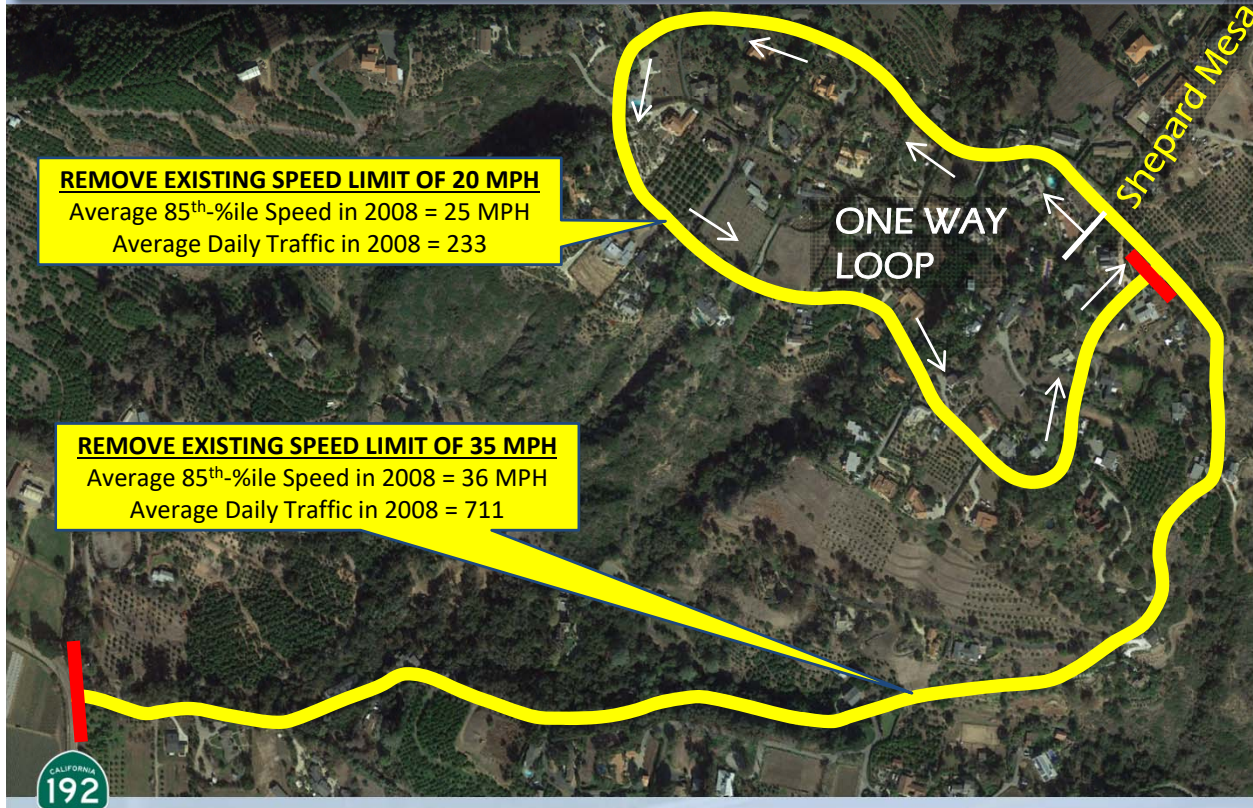 Shepard Mesa
REMOVE EXISTING SPEED LIMIT OF 20 MPH
Average 85th-%ile Speed in 2008 = 25 MPH
Average Daily Traffic in 2008 = 233
ONE WAY
LOOP
REMOVE EXISTING SPEED LIMIT OF 35 MPH
Average 85th-%ile Speed in 2008 = 36 MPH
Average Daily Traffic in 2008 = 711
CALIFORNIA
192